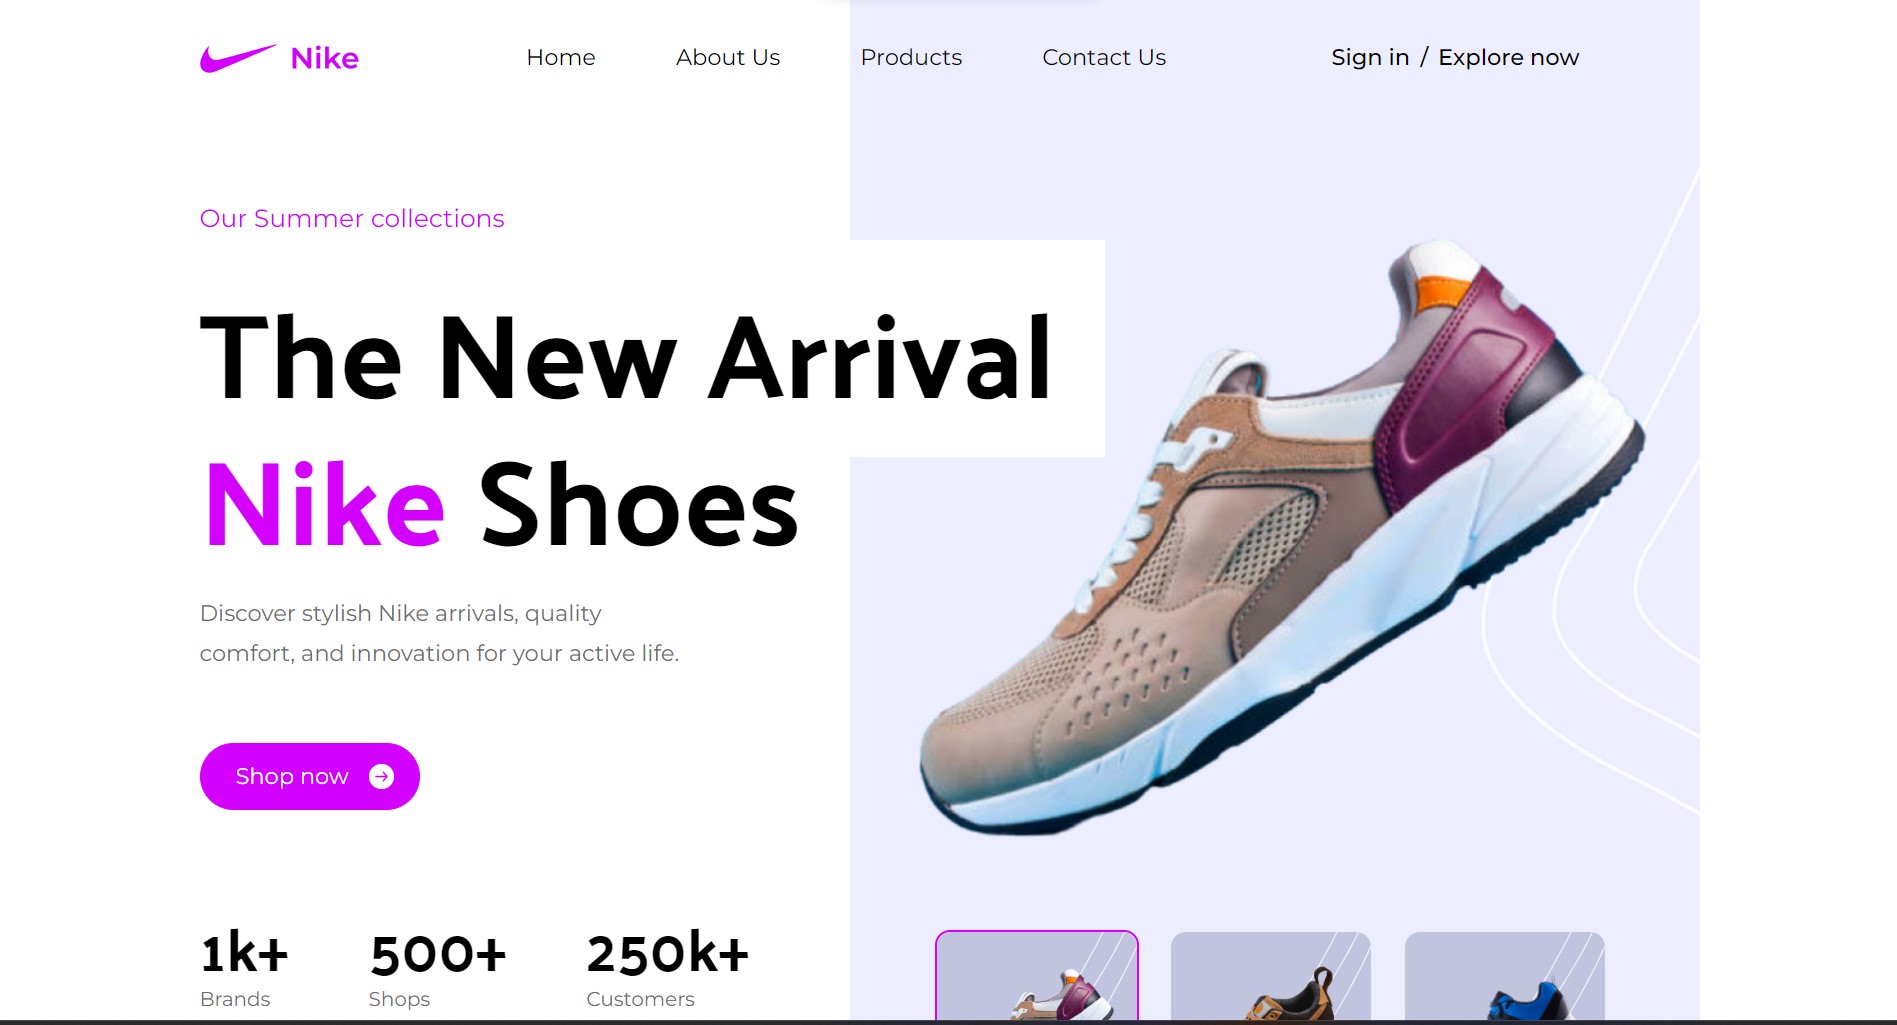 Nike
Home
About Us
Products
Contact Us
Sign in / Explore now
Our Summer collections
The New Arrival
Nike Shoes
Discover stylish Nike arrivals, quality
comfort, and innovation for your active life.
Shop now
1k+
Brands
500+
Shops
250k+
Customers